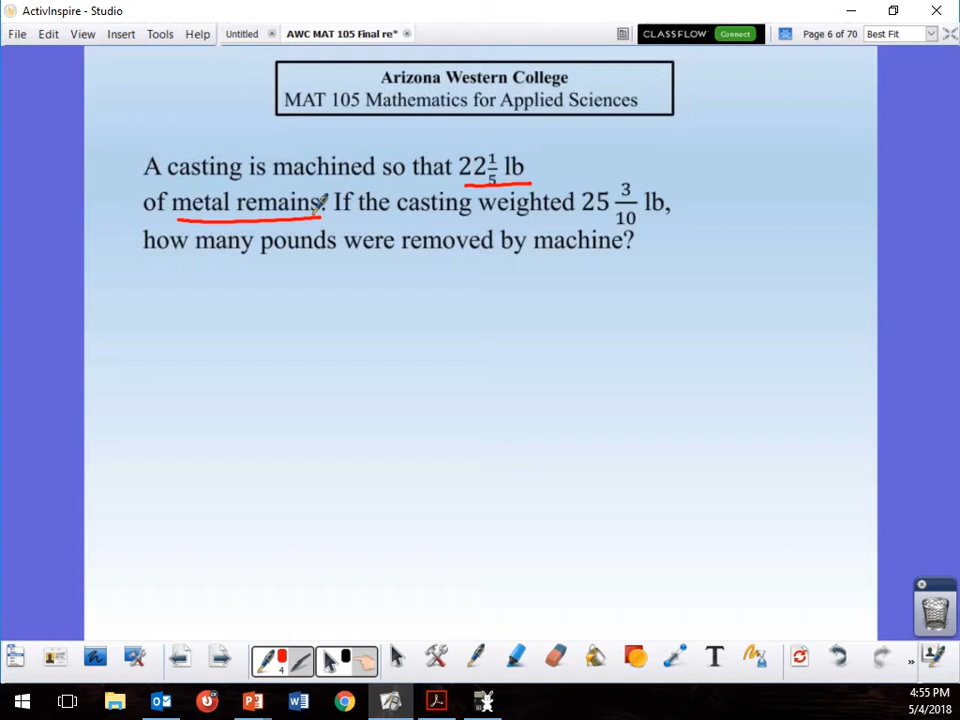 ActivInspire - Studio
File Edit View Insert Tools Help Untitled AWC MAT 105 Final re* CLASSFLOW Connect Page 6 of 70 Best Fit
Arizona Western College
MAT 105 Mathematics for Applied Sciences
A casting is machined so that 22 1/5 lb
of metal remains. If the casting weighted 25 3/10 lb,
how many pounds were removed by machine?
4
4:55 PM
5/4/2018